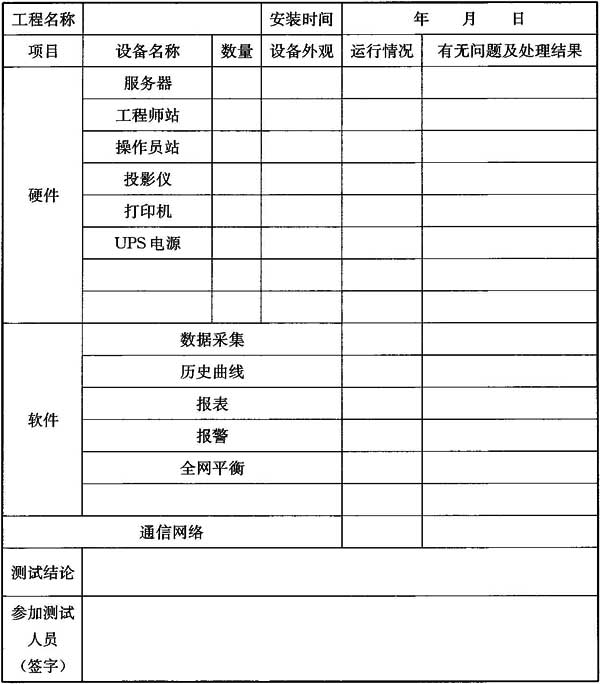 工程名称 安装时间 年 月 日
项目 设备名称 数量 设备外观 运行情况 有无问题及处理结果
硬件
服务器
工程师站
操作员站
投影仪
打印机
UPS电源
软件
数据采集
历史曲线
报表
报警
全网平衡
通信网络
测试结论
参加测试
人员
（签字）